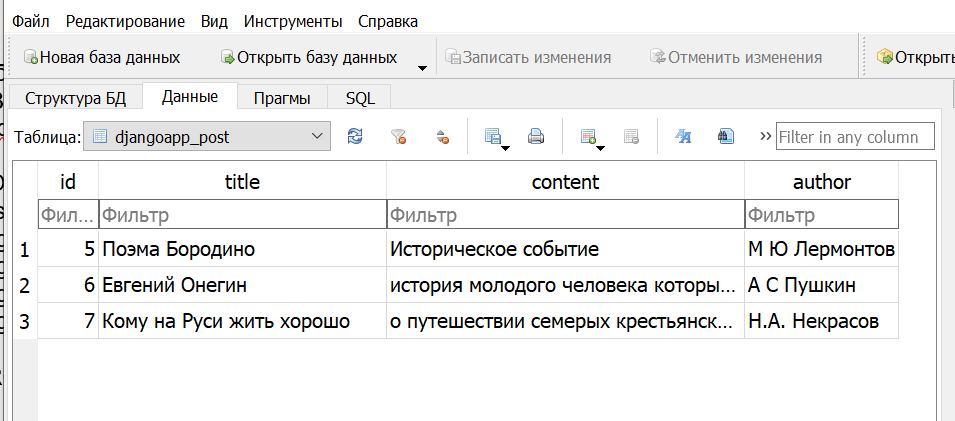 Файл Редактирование Вид Инструменты Справка
Новая база данных Открыть базу данных Записать изменения Отменить изменения Открыть
Структура БД Данные Прагмы SQL
Таблица: djangoapp_post Filter in any column
id title content author
Фил... Фильтр Фильтр Фильтр
1 5 Поэма Бородино Историческое событие М Ю Лермонтов
2 6 Евгений Онегин история молодого человека которы... А С Пушкин
3 7 Кому на Руси жить хорошо о путешествии семерых крестьянск... Н.А. Некрасов